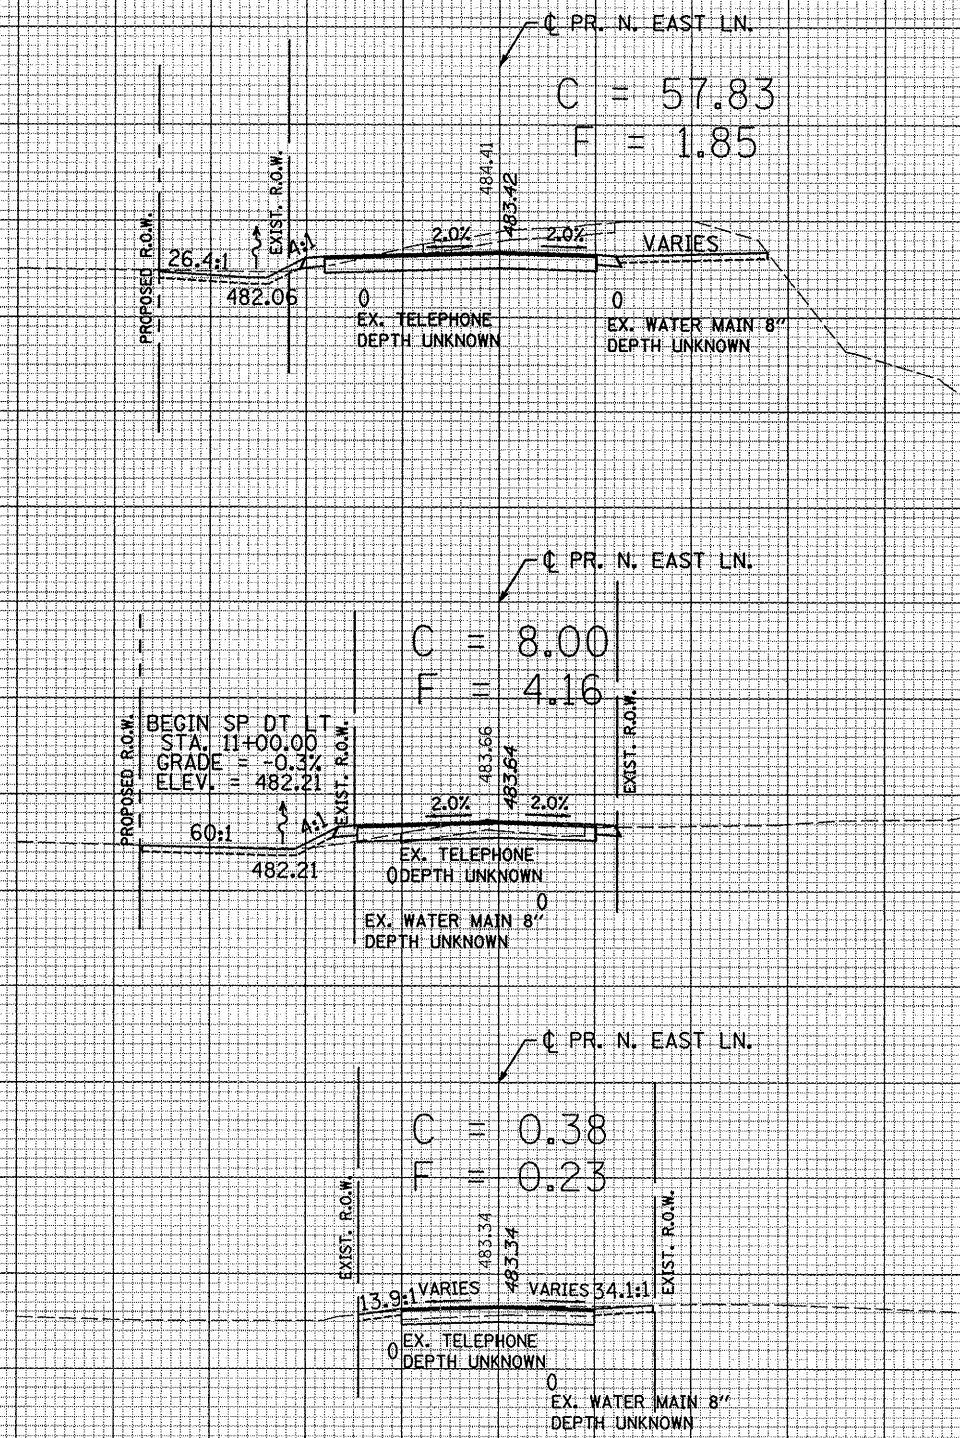 ℄ PR. N. EAST LN.
C = 57.83
F = 1.85
484.41
483.42
PROPOSED R.O.W.
EXIST. R.O.W.
26.4:1
4:1
2.0%
2.0%
VARIES
482.06
EX. TELEPHONE
DEPTH UNKNOWN
EX. WATER MAIN 8"
DEPTH UNKNOWN
℄ PR. N. EAST LN.
C = 8.00
F = 4.16
483.66
483.64
PROPOSED R.O.W.
BEGIN SP DT LT
STA. 11+00.00
GRADE = -0.3%
ELEV. = 482.21
EXIST. R.O.W.
EXIST. R.O.W.
60:1
4:1
2.0%
2.0%
482.21
EX. TELEPHONE
DEPTH UNKNOWN
EX. WATER MAIN 8"
DEPTH UNKNOWN
℄ PR. N. EAST LN.
C = 0.38
F = 0.23
483.34
483.34
EXIST. R.O.W.
EXIST. R.O.W.
13.9:1
VARIES
VARIES
34.1:1
EX. TELEPHONE
DEPTH UNKNOWN
EX. WATER MAIN 8"
DEPTH UNKNOWN